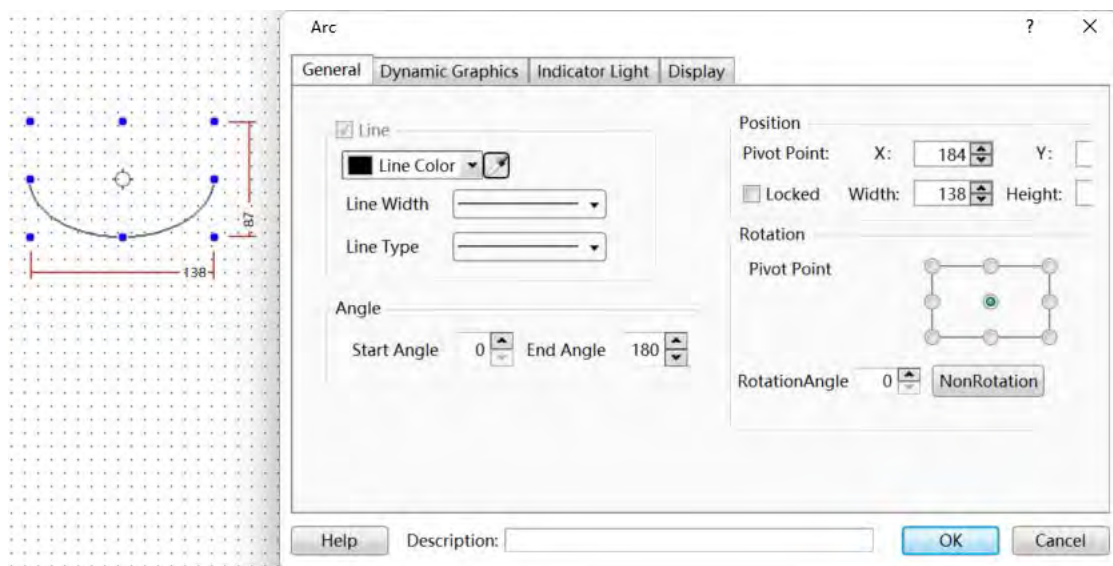 Arc
?
General Dynamic Graphics Indicator Light Display
Line
Line Color
Line Width
Line Type
Angle
Start Angle 0 End Angle 180
Position
Pivot Point: X: 184 Y:
Locked Width: 138 Height:
Rotation
Pivot Point
RotationAngle 0 NonRotation
87
138
Help Description: OK Cancel